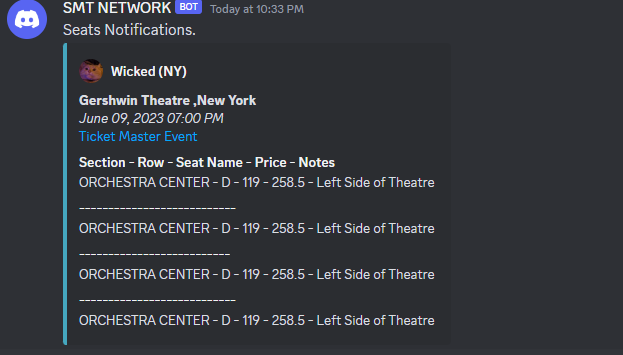 SMT NETWORK BOT Today at 10:33 PM
Seats Notifications.
Wicked (NY)
Gershwin Theatre ,New York
June 09, 2023 07:00 PM
Ticket Master Event
Section - Row - Seat Name - Price - Notes
ORCHESTRA CENTER - D - 119 - 258.5 - Left Side of Theatre
---------------------------
ORCHESTRA CENTER - D - 119 - 258.5 - Left Side of Theatre
--------------------------
ORCHESTRA CENTER - D - 119 - 258.5 - Left Side of Theatre
---------------------------
ORCHESTRA CENTER - D - 119 - 258.5 - Left Side of Theatre